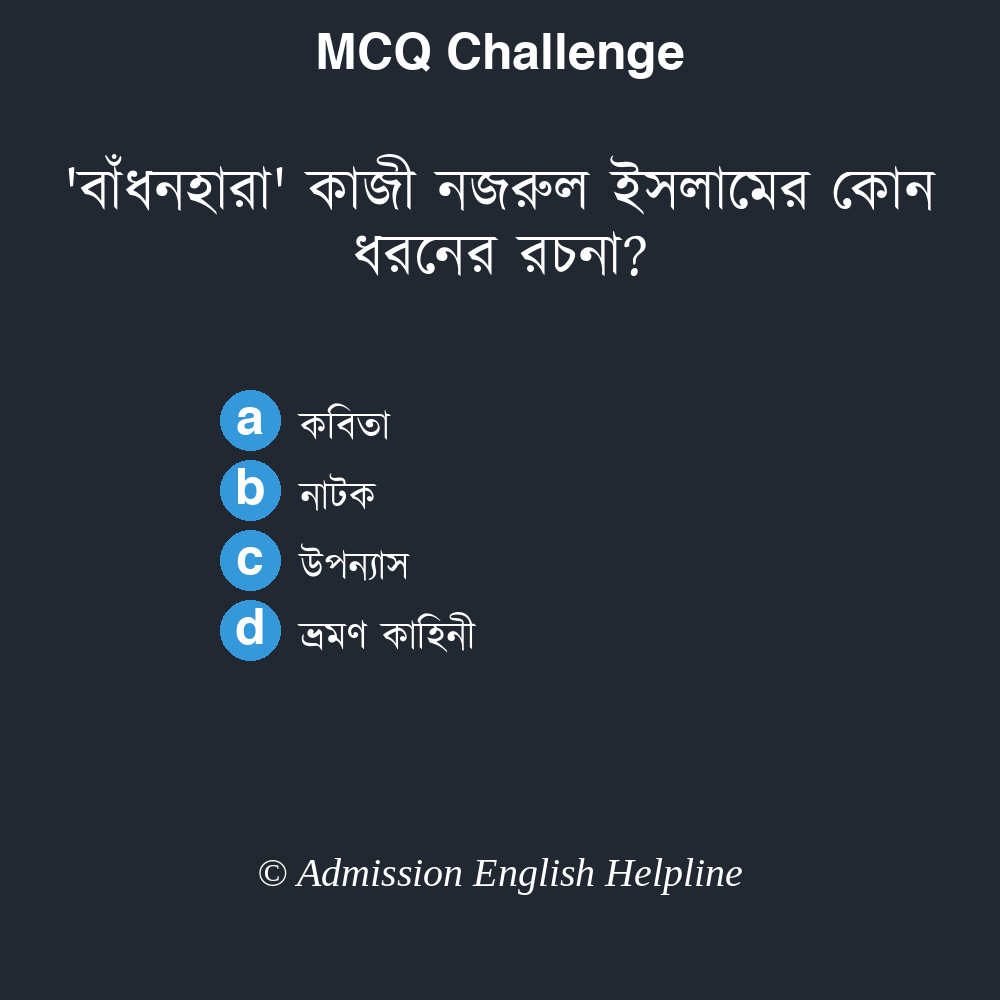 MCQ Challenge
'বাঁধনহারা' কাজী নজরুল ইসলামের কোন
ধরনের রচনা?
a কবিতা
b নাটক
c উপন্যাস
d ভ্রমণ কাহিনী
© Admission English Helpline